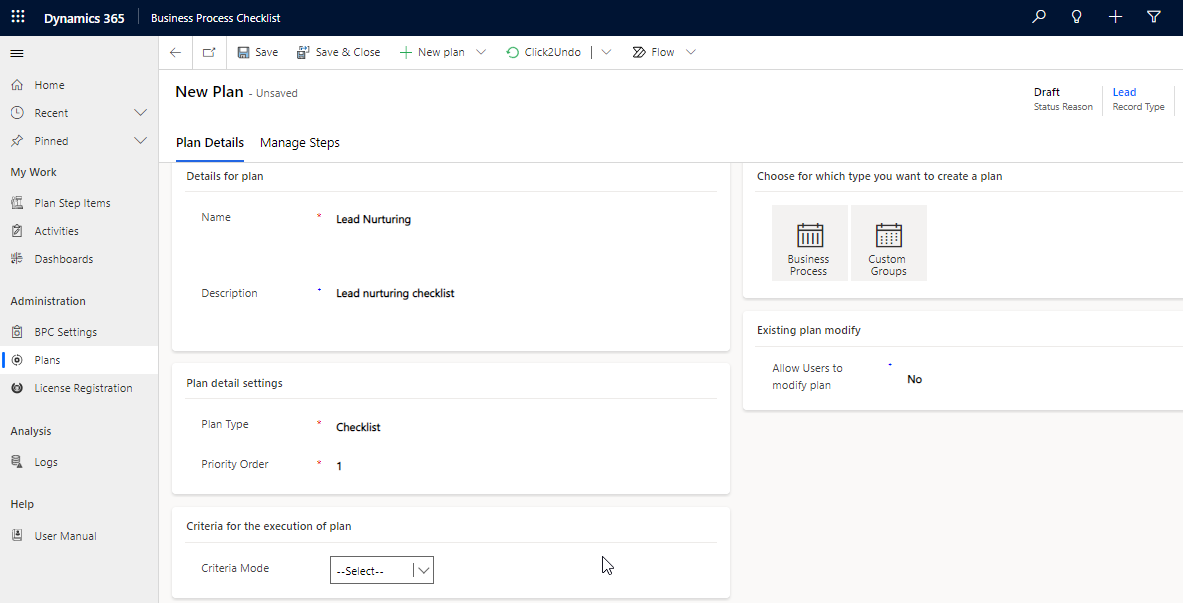 Dynamics 365
Business Process Checklist
Save
Save & Close
New plan
Click2Undo
Flow
Home
Recent
Pinned
My Work
Plan Step Items
Activities
Dashboards
Administration
BPC Settings
Plans
License Registration
Analysis
Logs
Help
User Manual
New Plan - Unsaved
Draft
Status Reason
Lead
Record Type
Plan Details
Manage Steps
Details for plan
Name * Lead Nurturing
Description Lead nurturing checklist
Plan detail settings
Plan Type * Checklist
Priority Order * 1
Criteria for the execution of plan
Criteria Mode --Select--
Choose for which type you want to create a plan
Business
Process
Custom
Groups
Existing plan modify
Allow Users to
modify plan
No